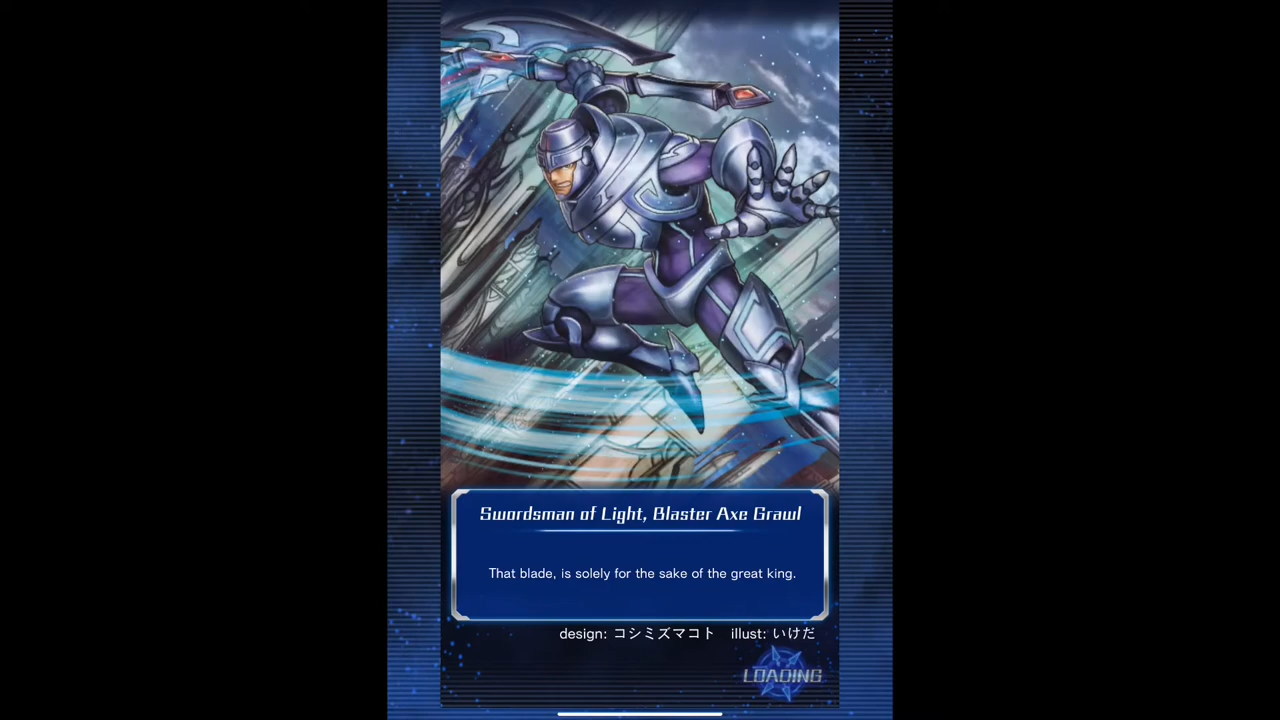 Swordsman of Light, Blaster Axe Grawl
That blade, is solely for the sake of the great king.
design: コシミズマコト illust: いけだ
LOADING